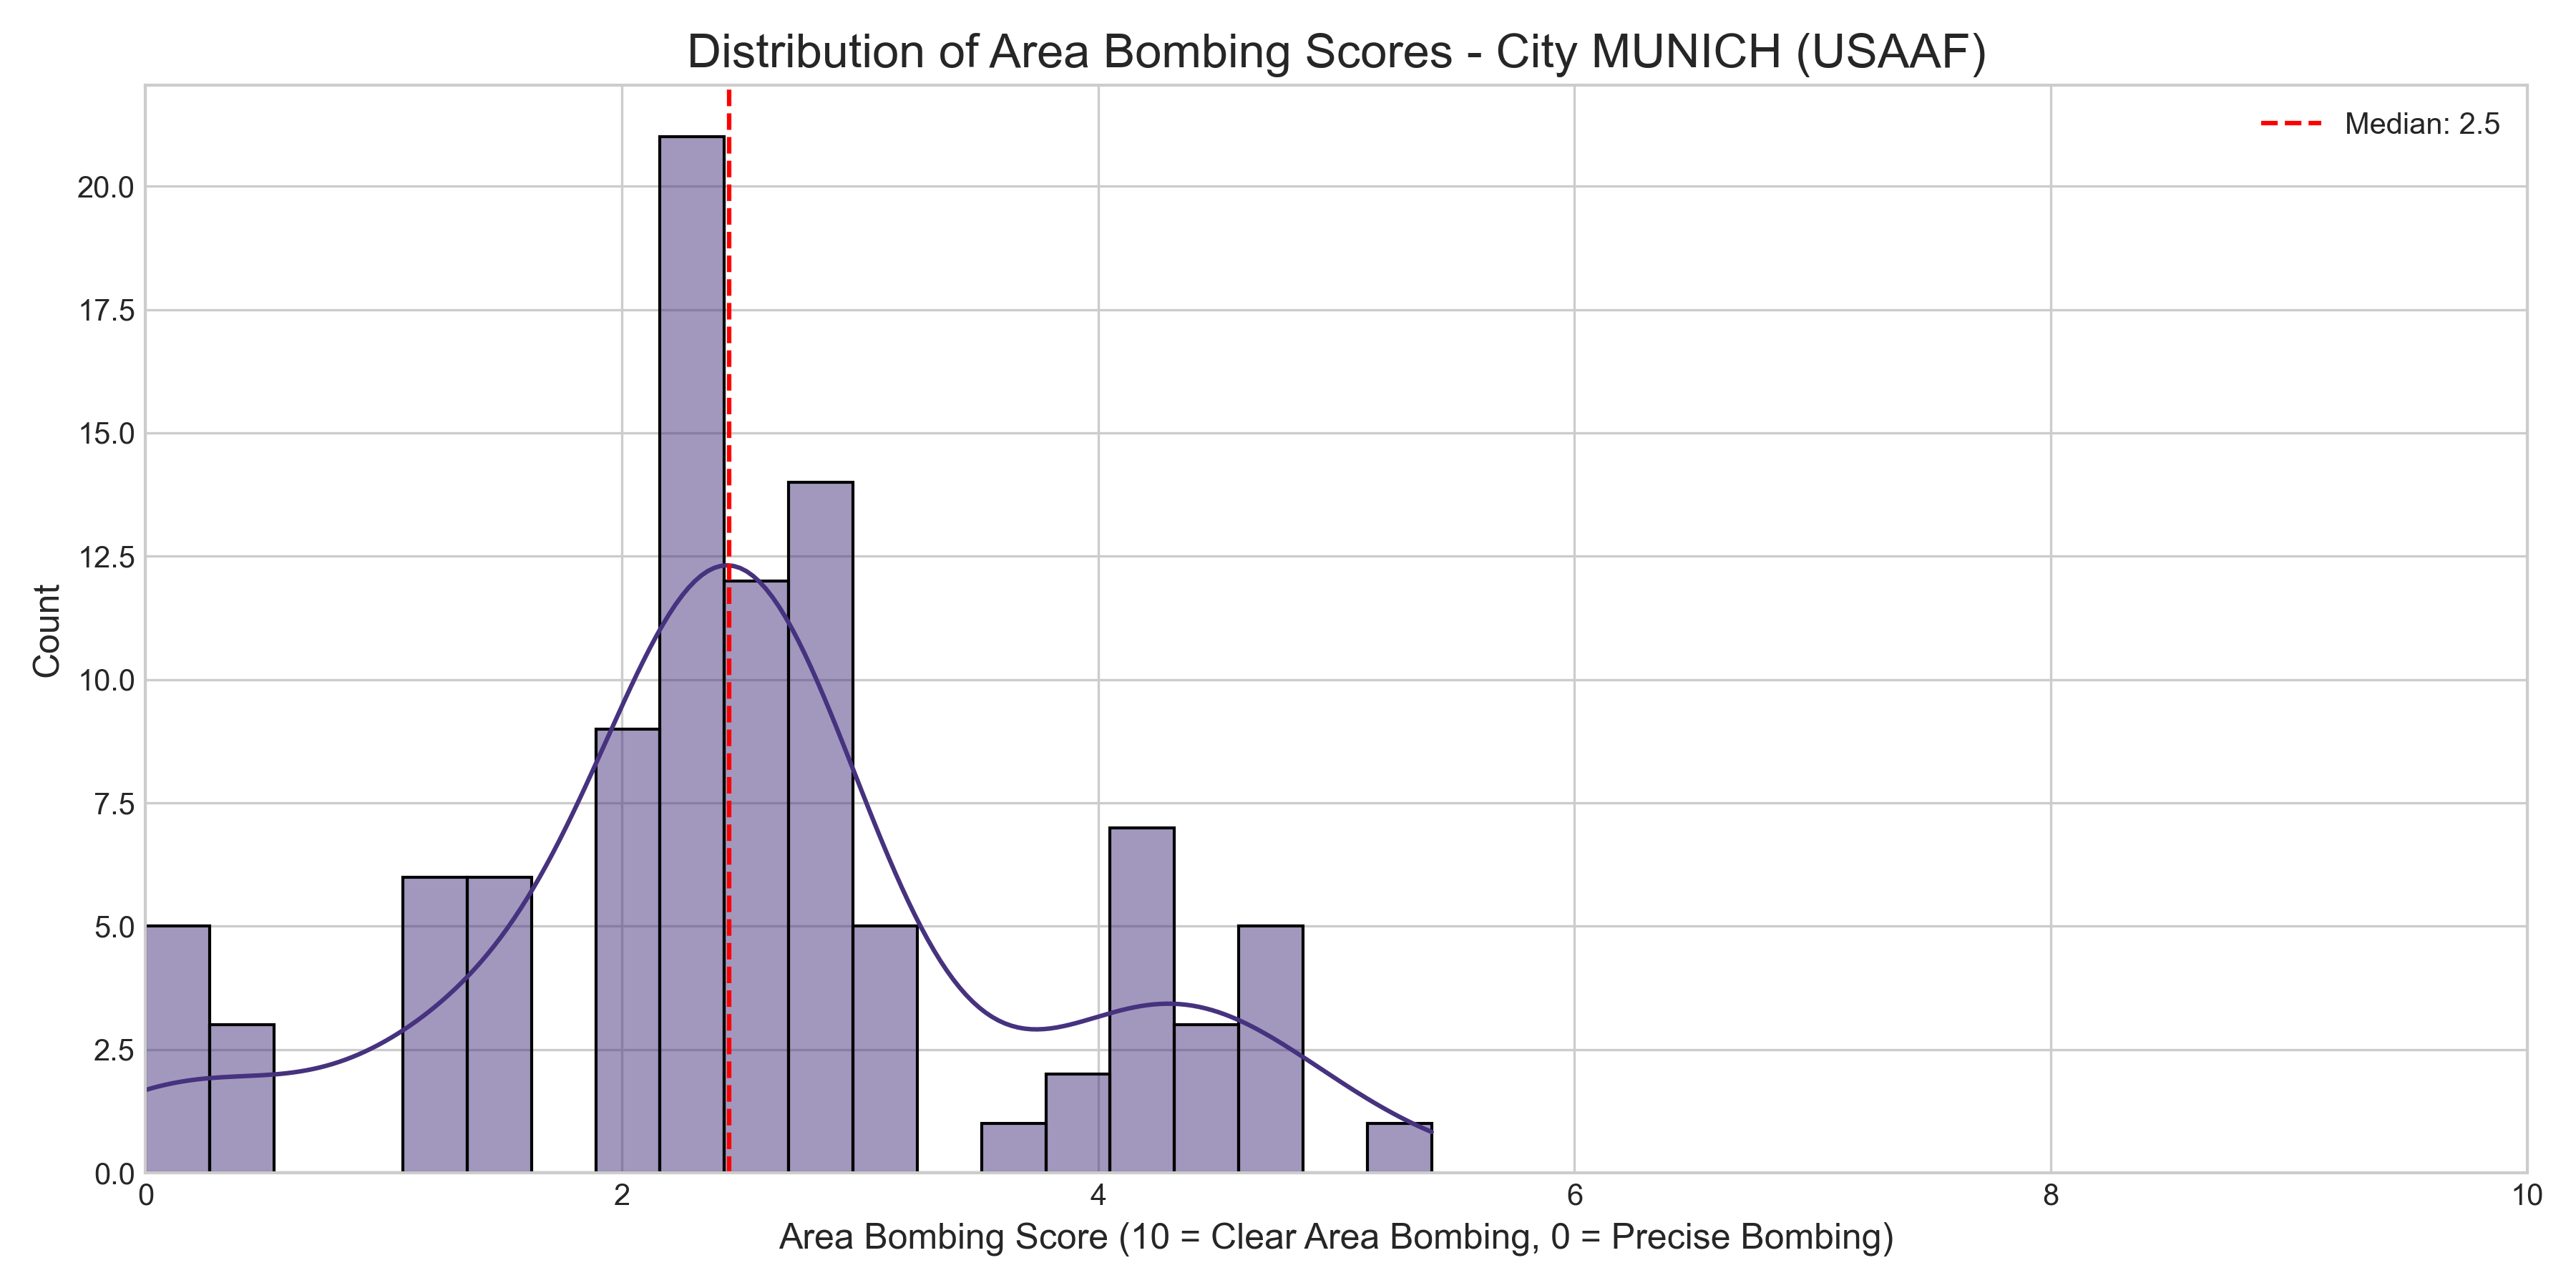 Distribution of Area Bombing Scores - City MUNICH (USAAF)
Median: 2.5
20.0
17.5
15.0
12.5
10.0
7.5
5.0
2.5
0.0
Count
0 2 4 6 8 10
Area Bombing Score (10 = Clear Area Bombing, 0 = Precise Bombing)